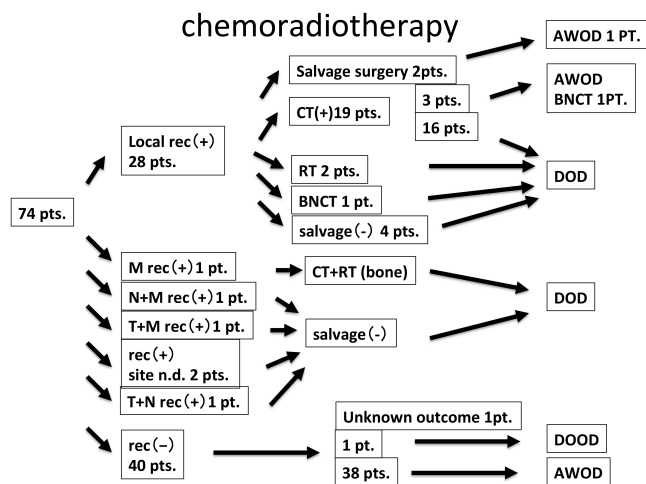 chemoradiotherapy
AWOD 1 PT.
Salvage surgery 2pts.
AWOD
BNCT 1PT.
3 pts.
CT(+)19 pts.
16 pts.
Local rec(+)
28 pts.
RT 2 pts.
DOD
BNCT 1 pt.
74 pts.
salvage(-) 4 pts.
M rec(+) 1 pt.
CT+RT (bone)
N+M rec(+) 1 pt.
DOD
T+M rec(+) 1 pt.
salvage(-)
rec(+)
site n.d. 2 pts.
T+N rec(+) 1 pt.
Unknown outcome 1pt.
rec(−)
40 pts.
1 pt.
DOOD
38 pts.
AWOD